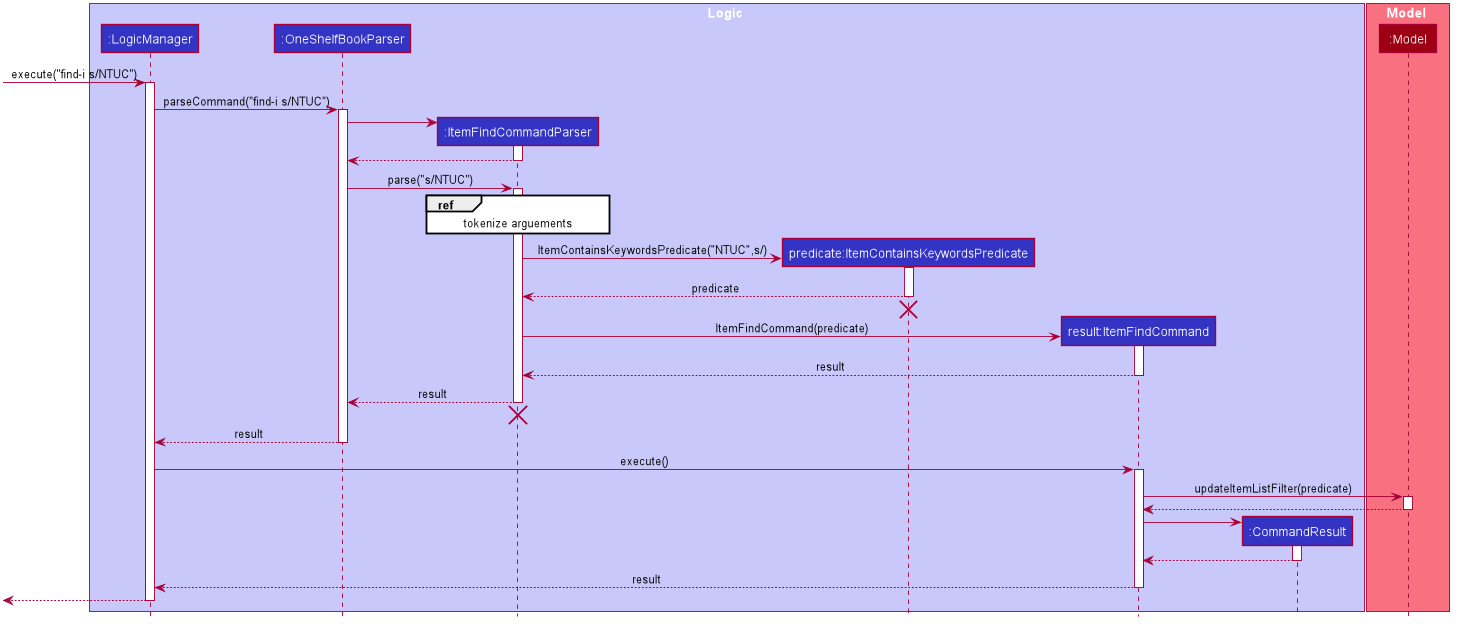 Logic
Model
:LogicManager
:OneShelfBookParser
:Model
execute("find-i s/NTUC")
parseCommand("find-i s/NTUC")
:ItemFindCommandParser
parse("s/NTUC")
ref
tokenize arguements
ItemContainsKeywordsPredicate("NTUC",s/)
predicate:ItemContainsKeywordsPredicate
predicate
ItemFindCommand(predicate)
result:ItemFindCommand
result
result
result
execute()
updateItemListFilter(predicate)
:CommandResult
result